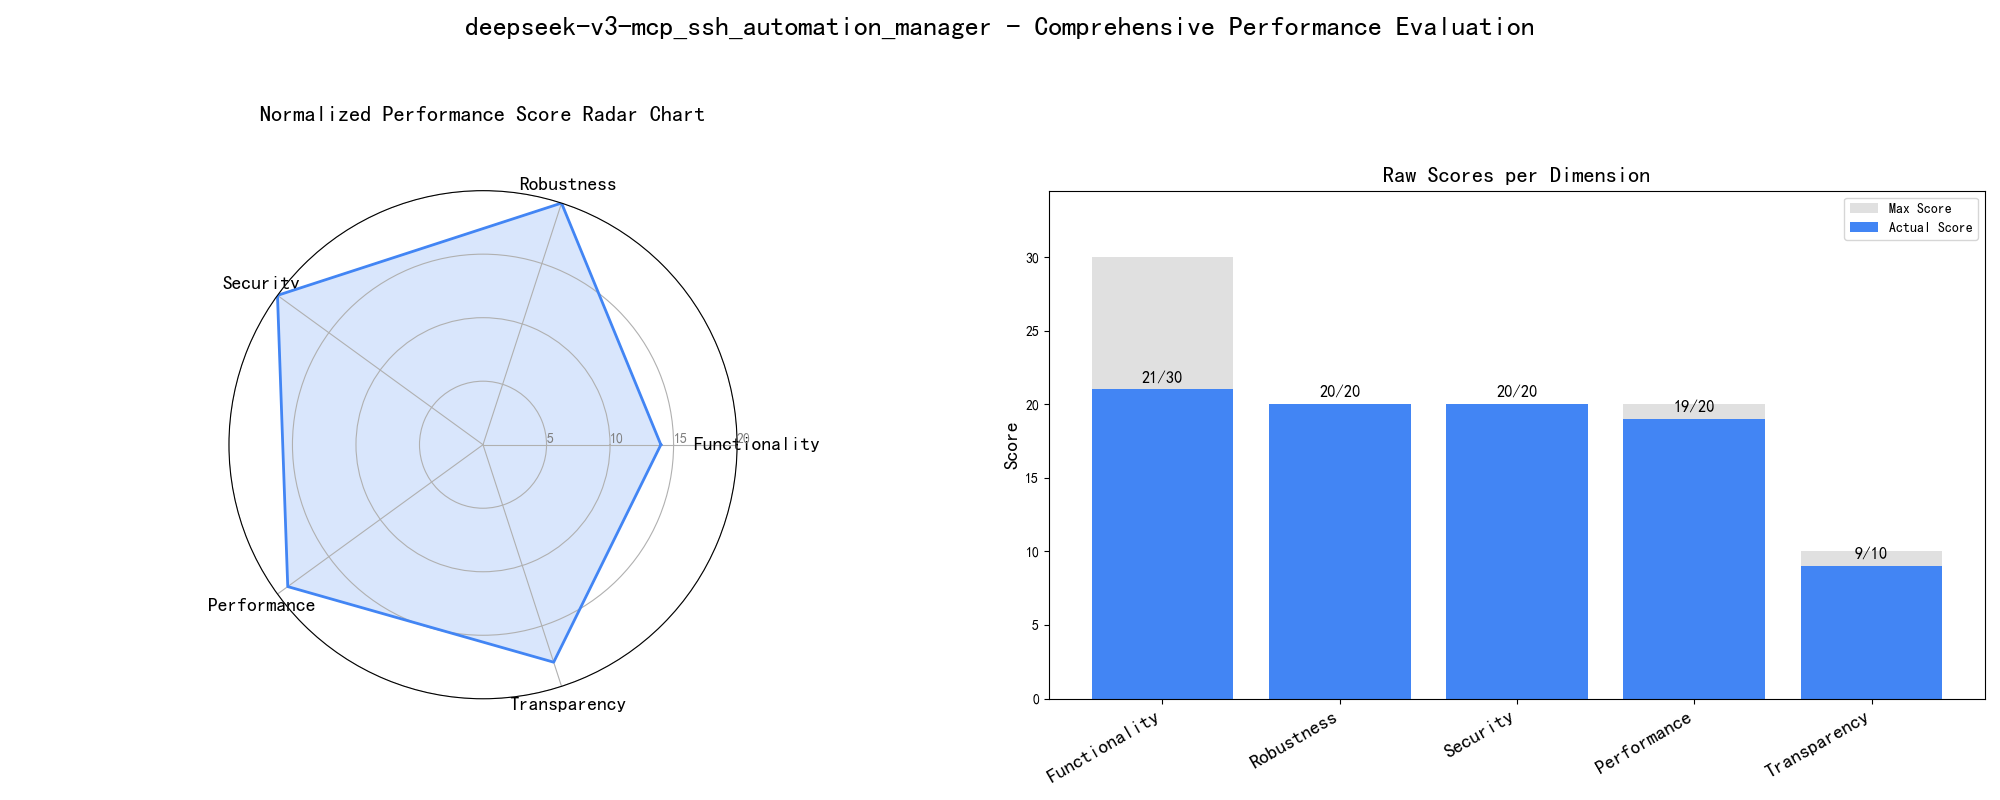 deepseek-v3-mcp_ssh_automation_manager - Comprehensive Performance Evaluation
Normalized Performance Score Radar Chart
Robustness
Security
5
10
15
20
Functionality
Performance
Transparency
Raw Scores per Dimension
Max Score
Actual Score
30
25
20
15
10
5
0
Score
21/30
20/20
20/20
19/20
9/10
Functionality
Robustness
Security
Performance
Transparency